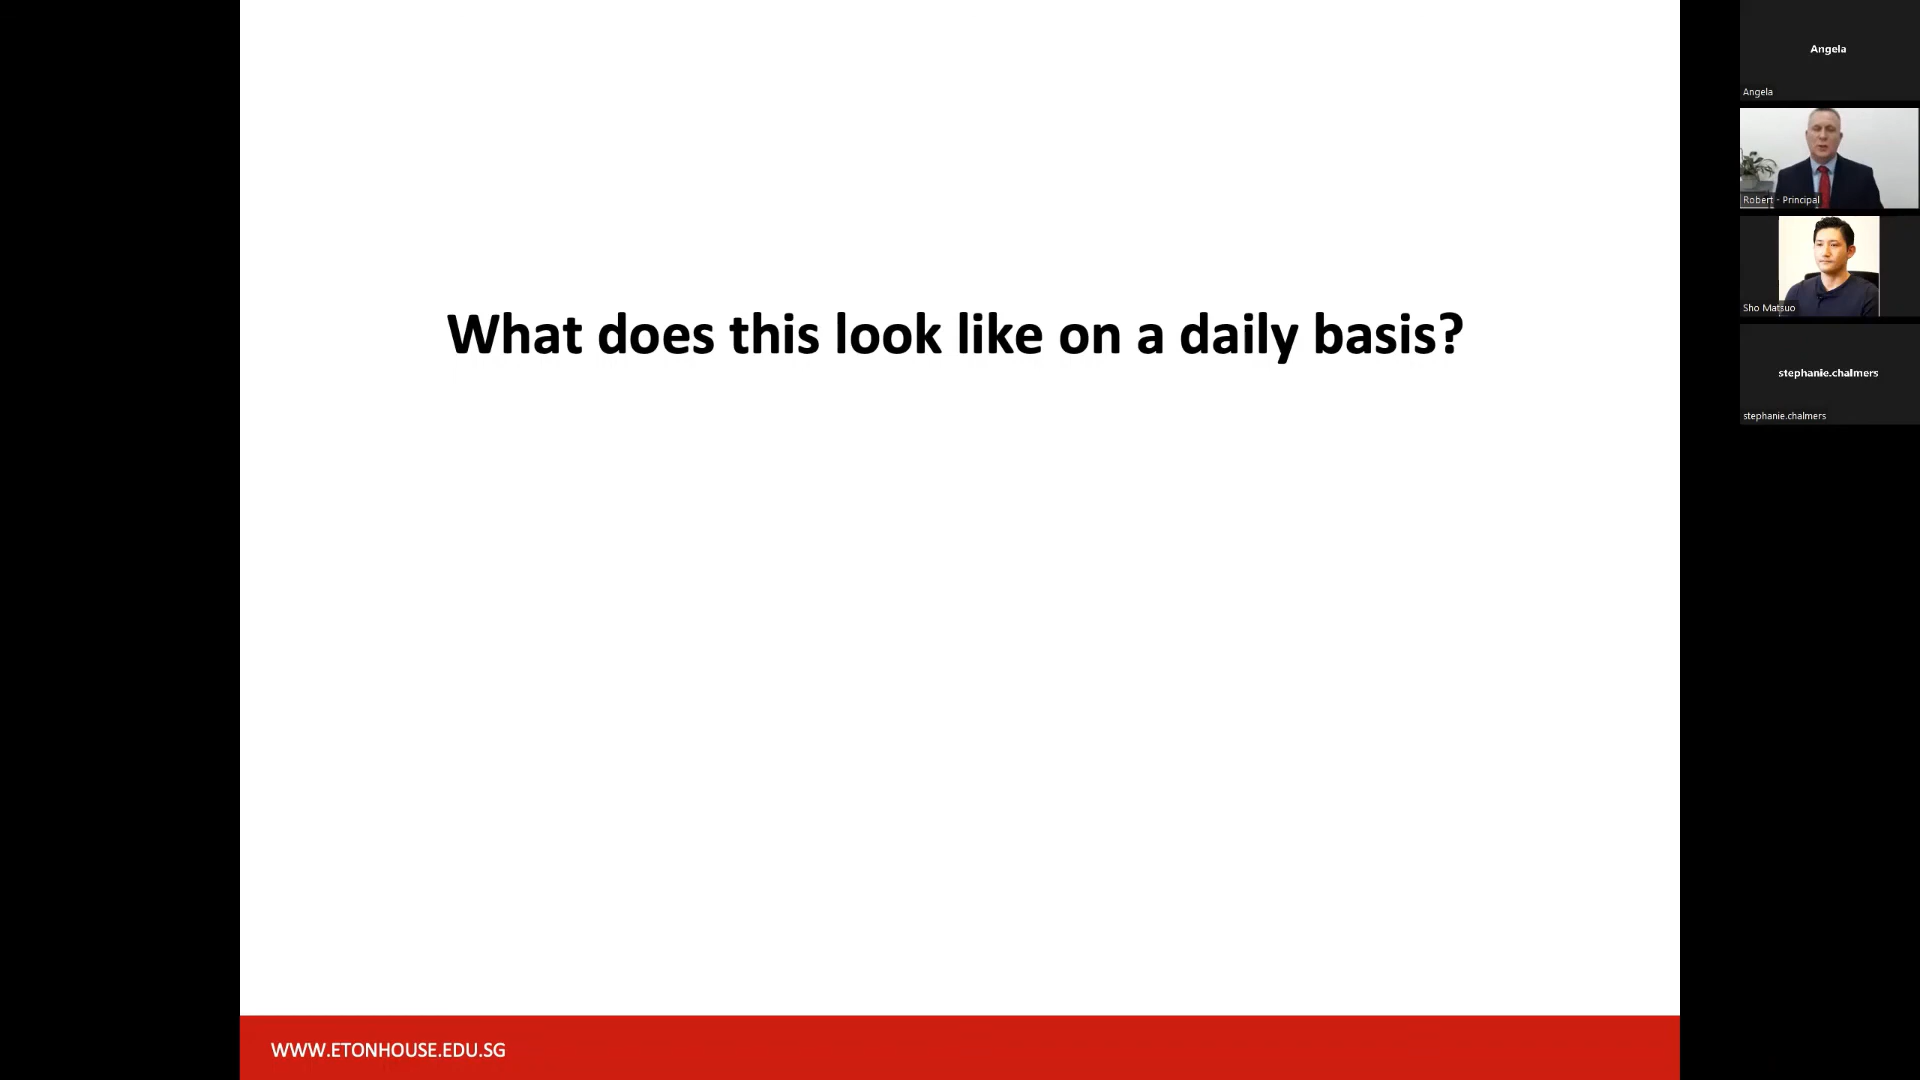 What does this look like on a daily basis?
WWW.ETONHOUSE.EDU.SG
Angela
Angela
Robert - Principal
Sho Matsuo
stephanie.chalmers
stephanie.chalmers